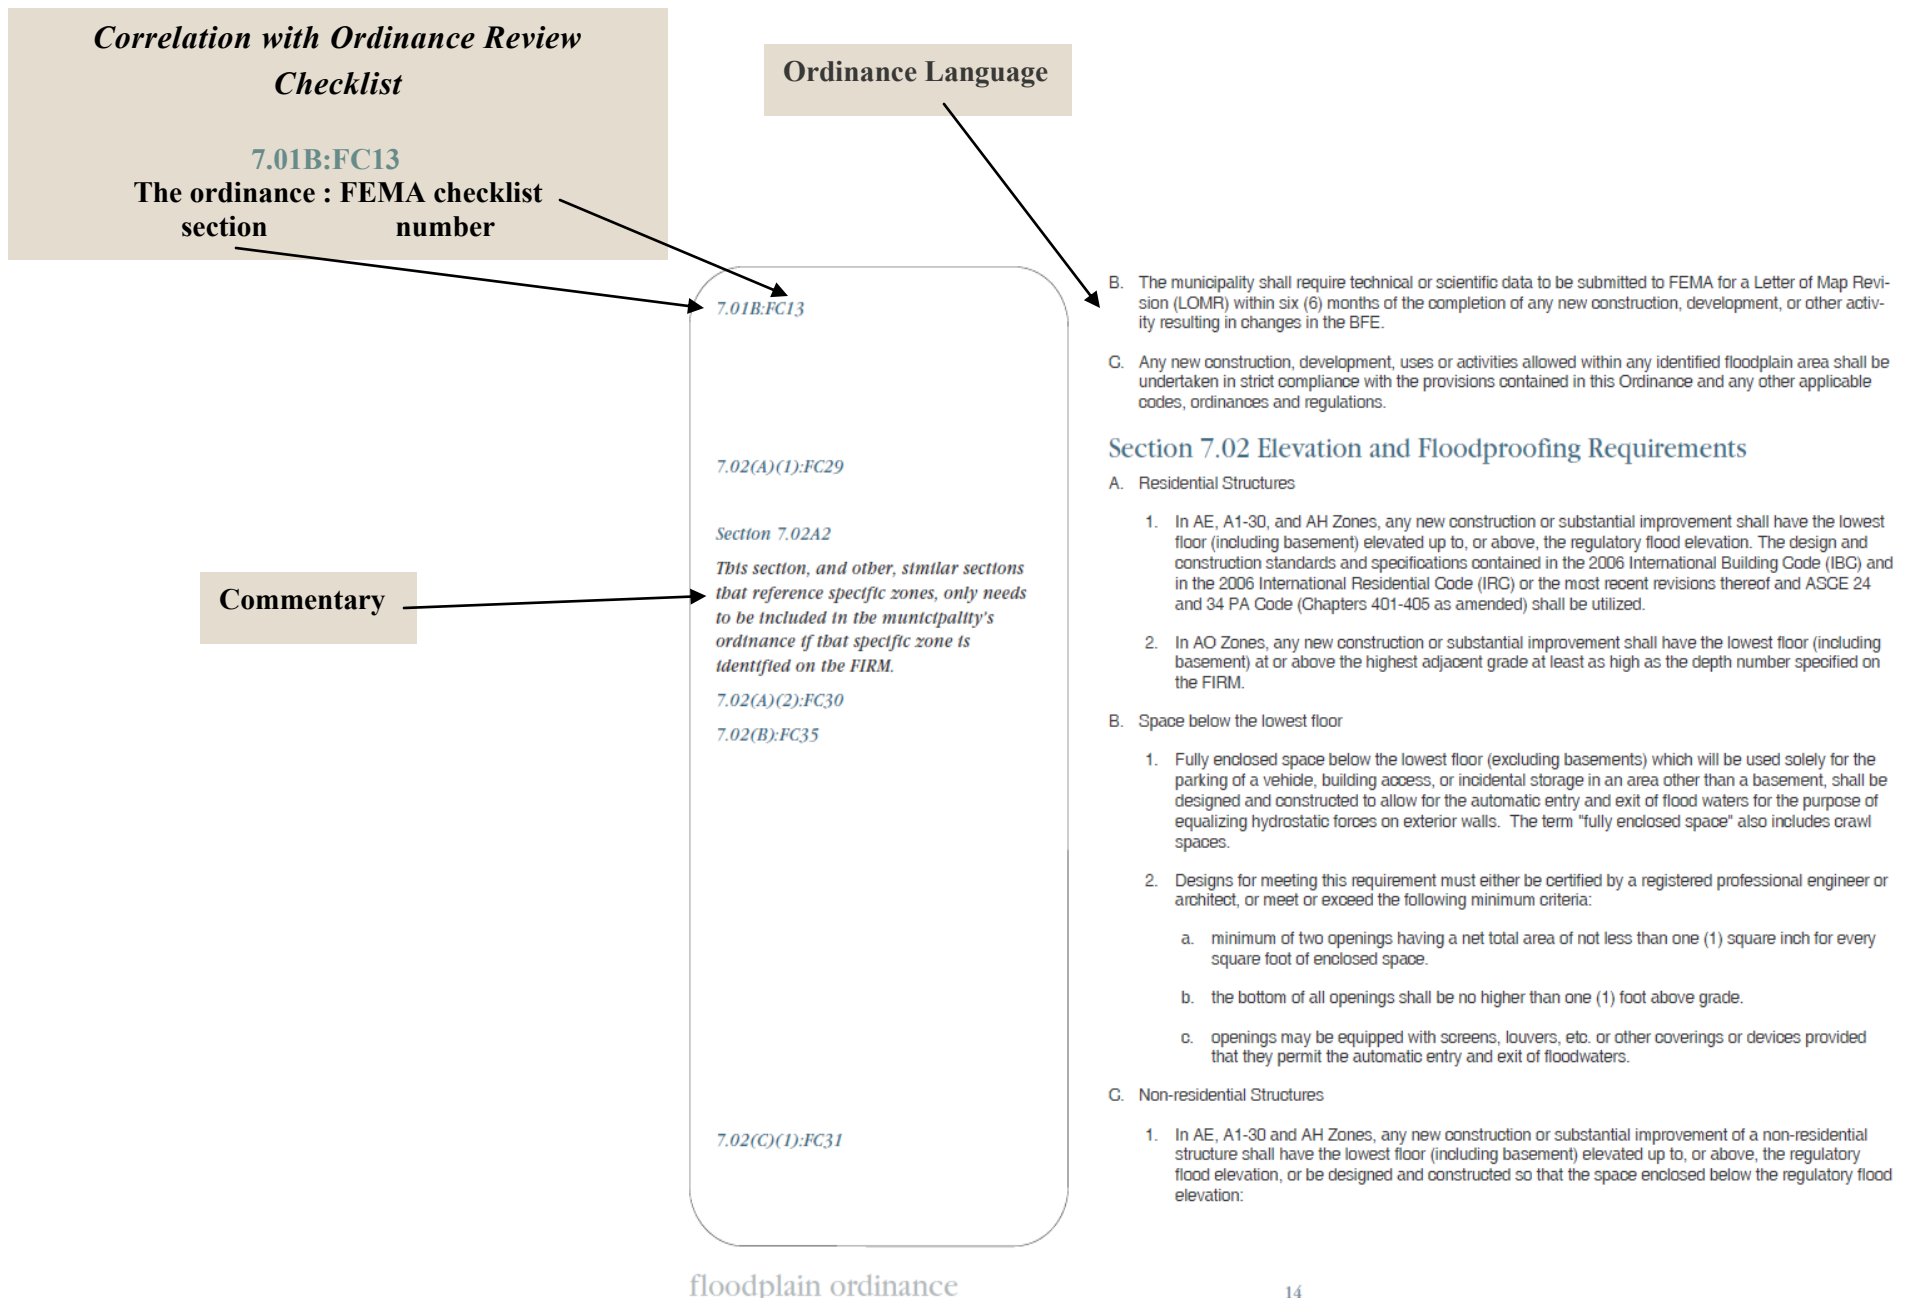 Correlation with Ordinance Review
Checklist
7.01B:FC13
The ordinance : FEMA checklist
section number
Ordinance Language
Commentary
7.01B:FC13
7.02(A)(1):FC29
Section 7.02A2
This section, and other, similar sections
that reference specific zones, only needs
to be included in the municipality's
ordinance if that specific zone is
identified on the FIRM.
7.02(A)(2):FC30
7.02(B):FC35
7.02(C)(1):FC31
B. The municipality shall require technical or scientific data to be submitted to FEMA for a Letter of Map Revi-
sion (LOMR) within six (6) months of the completion of any new construction, development, or other activ-
ity resulting in changes in the BFE.
C. Any new construction, development, uses or activities allowed within any identified floodplain area shall be
undertaken in strict compliance with the provisions contained in this Ordinance and any other applicable
codes, ordinances and regulations.
Section 7.02 Elevation and Floodproofing Requirements
A. Residential Structures
1. In AE, A1-30, and AH Zones, any new construction or substantial improvement shall have the lowest
floor (including basement) elevated up to, or above, the regulatory flood elevation. The design and
construction standards and specifications contained in the 2006 International Building Code (IBC) and
in the 2006 International Residential Code (IRC) or the most recent revisions thereof and ASCE 24
and 34 PA Code (Chapters 401-405 as amended) shall be utilized.
2. In AO Zones, any new construction or substantial improvement shall have the lowest floor (including
basement) at or above the highest adjacent grade at least as high as the depth number specified on
the FIRM.
B. Space below the lowest floor
1. Fully enclosed space below the lowest floor (excluding basements) which will be used solely for the
parking of a vehicle, building access, or incidental storage in an area other than a basement, shall be
designed and constructed to allow for the automatic entry and exit of flood waters for the purpose of
equalizing hydrostatic forces on exterior walls. The term "fully enclosed space" also includes crawl
spaces.
2. Designs for meeting this requirement must either be certified by a registered professional engineer or
architect, or meet or exceed the following minimum criteria:
a. minimum of two openings having a net total area of not less than one (1) square inch for every
square foot of enclosed space.
b. the bottom of all openings shall be no higher than one (1) foot above grade.
c. openings may be equipped with screens, louvers, etc. or other coverings or devices provided
that they permit the automatic entry and exit of floodwaters.
C. Non-residential Structures
1. In AE, A1-30 and AH Zones, any new construction or substantial improvement of a non-residential
structure shall have the lowest floor (including basement) elevated up to, or above, the regulatory
flood elevation, or be designed and constructed so that the space enclosed below the regulatory flood
elevation:
floodplain ordinance
14